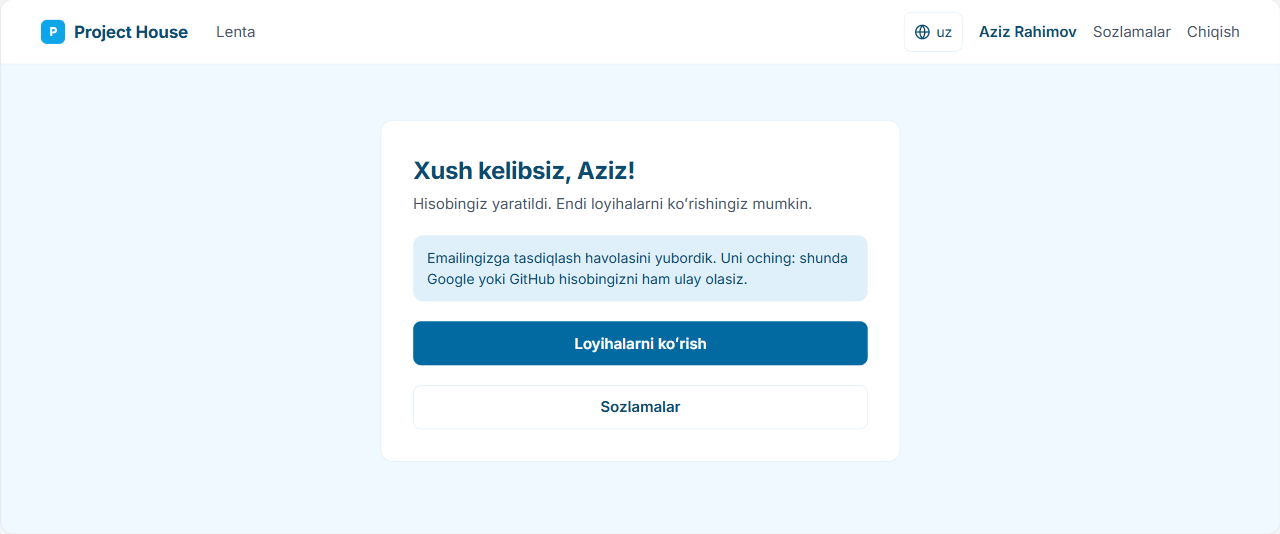 P Project House Lenta uz Aziz Rahimov Sozlamalar Chiqish
Xush kelibsiz, Aziz!
Hisobingiz yaratildi. Endi loyihalarni koʻrishingiz mumkin.
Emailingizga tasdiqlash havolasini yubordik. Uni oching: shunda
Google yoki GitHub hisobingizni ham ulay olasiz.
Loyihalarni koʻrish
Sozlamalar